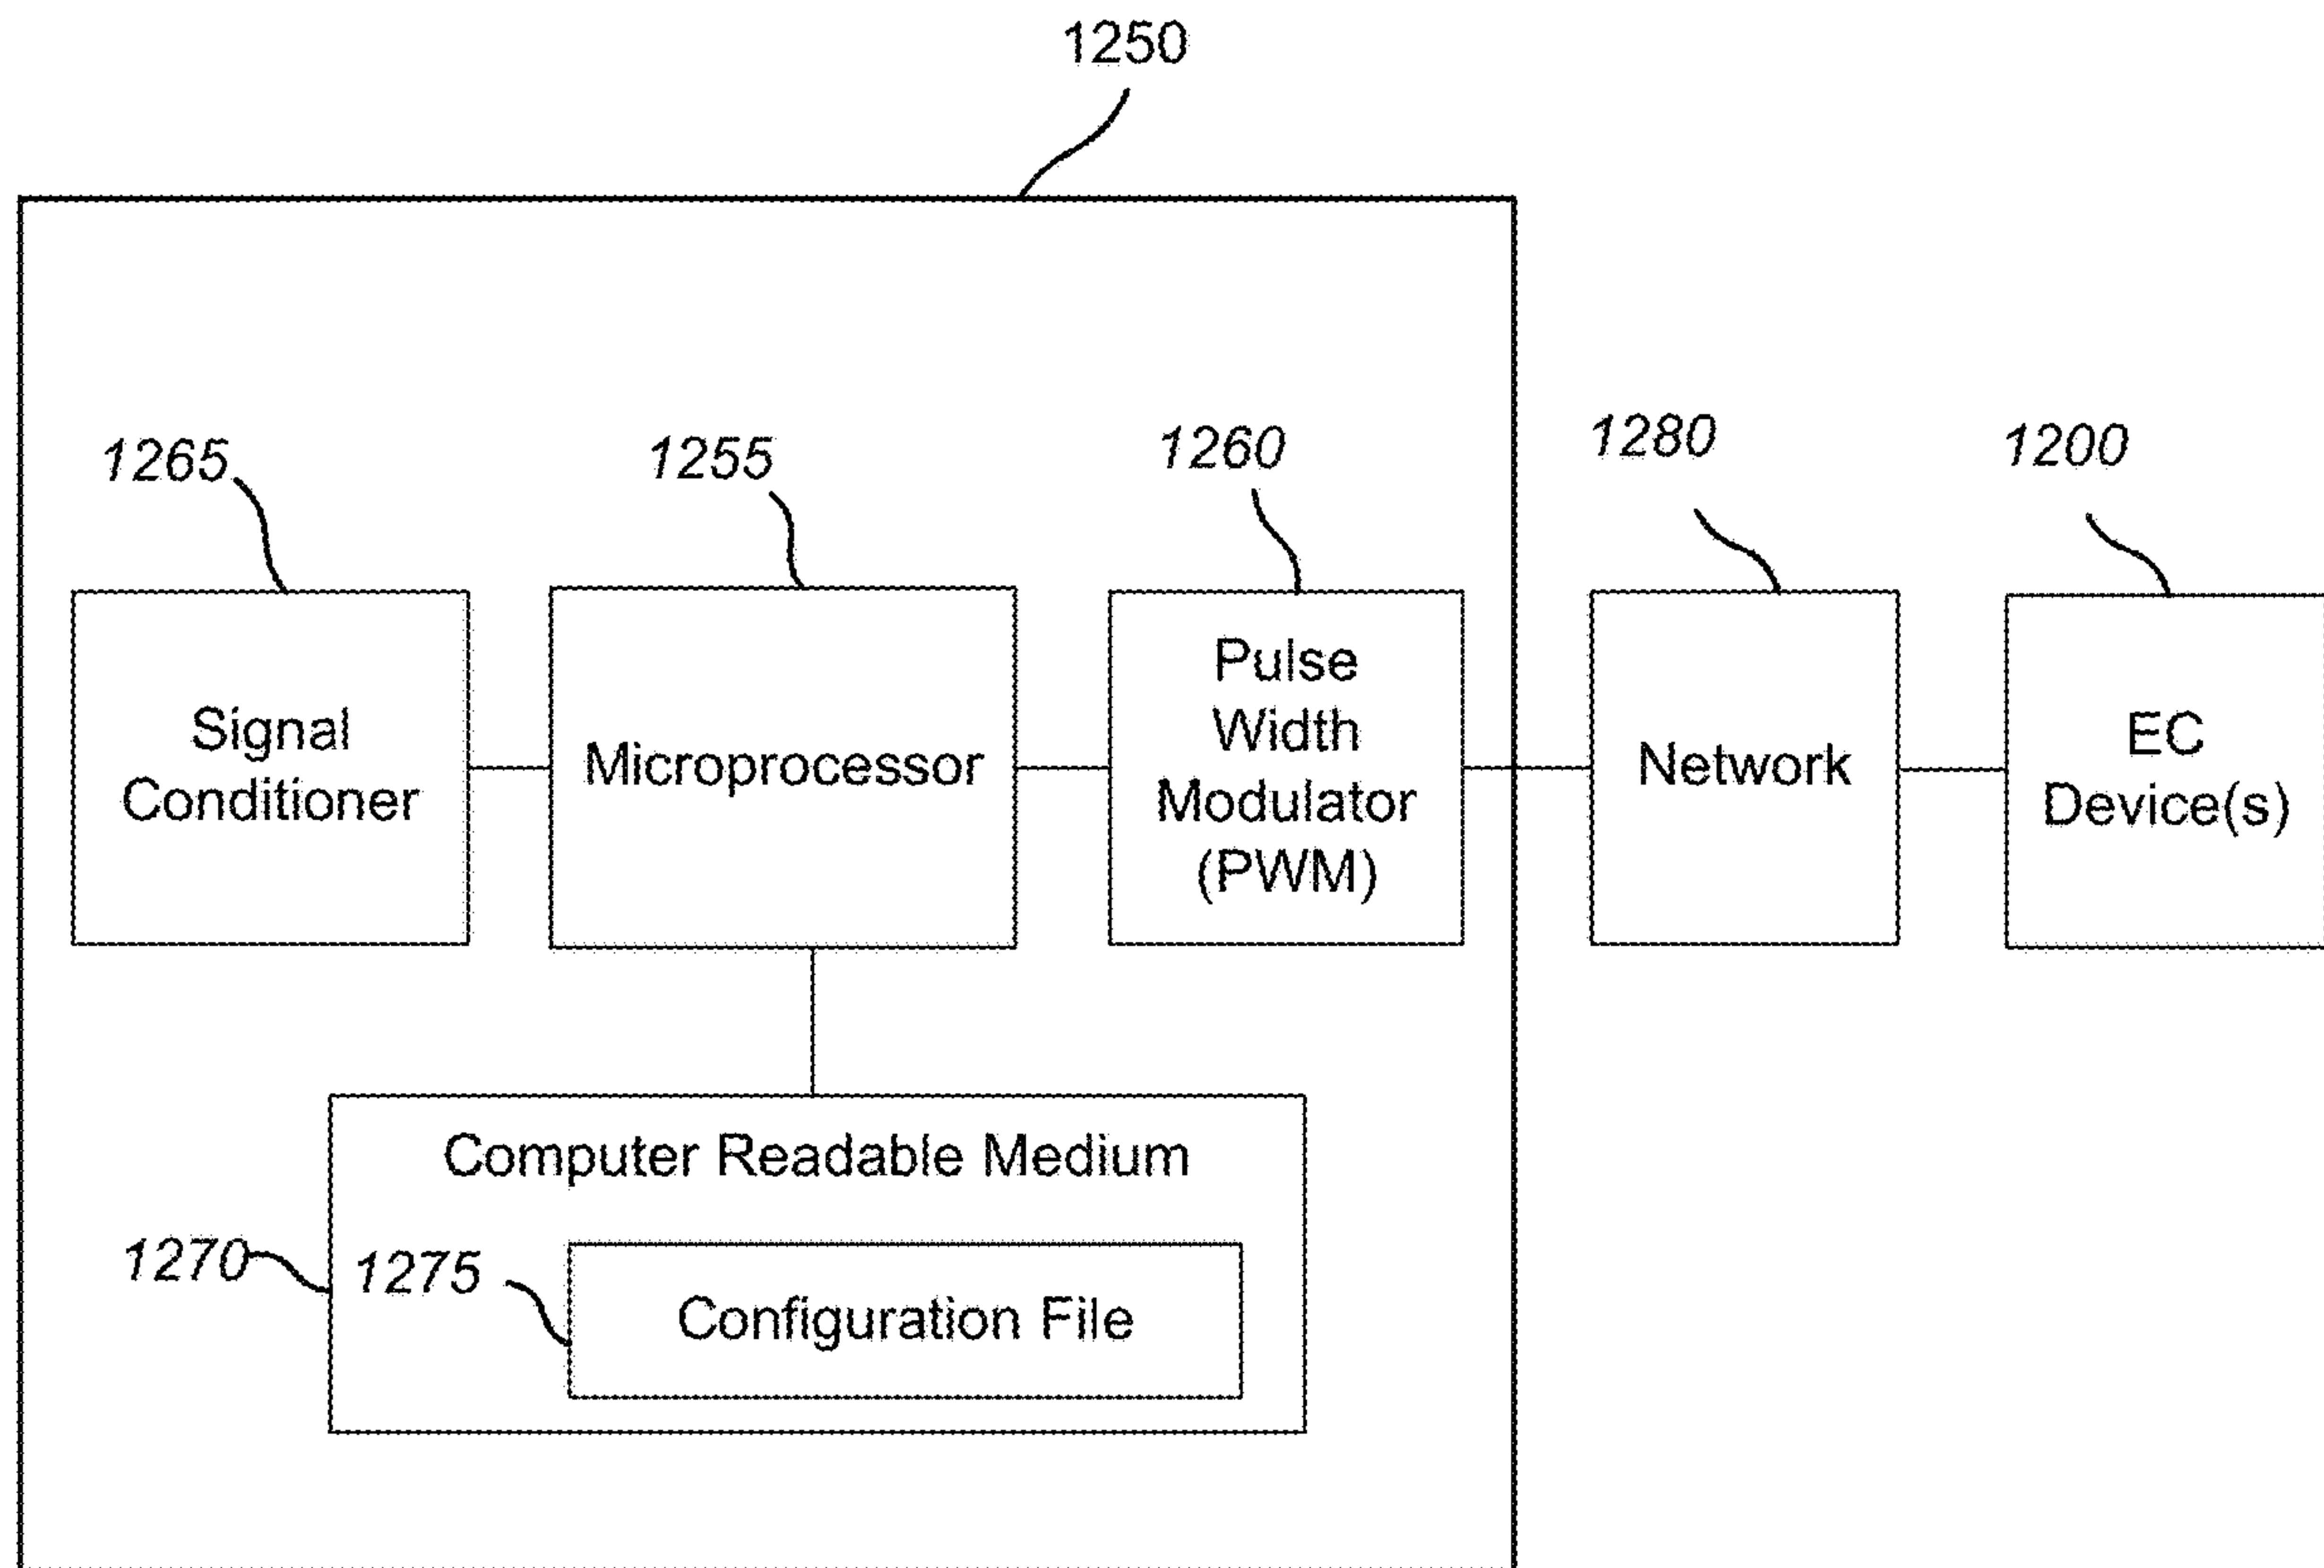 1250
1265
1255
1260
1280
1200
Signal
Conditioner
Microprocessor
Pulse
Width
Modulator
(PWM)
Network
EC
Device(s)
Computer Readable Medium
1270
1275
Configuration File